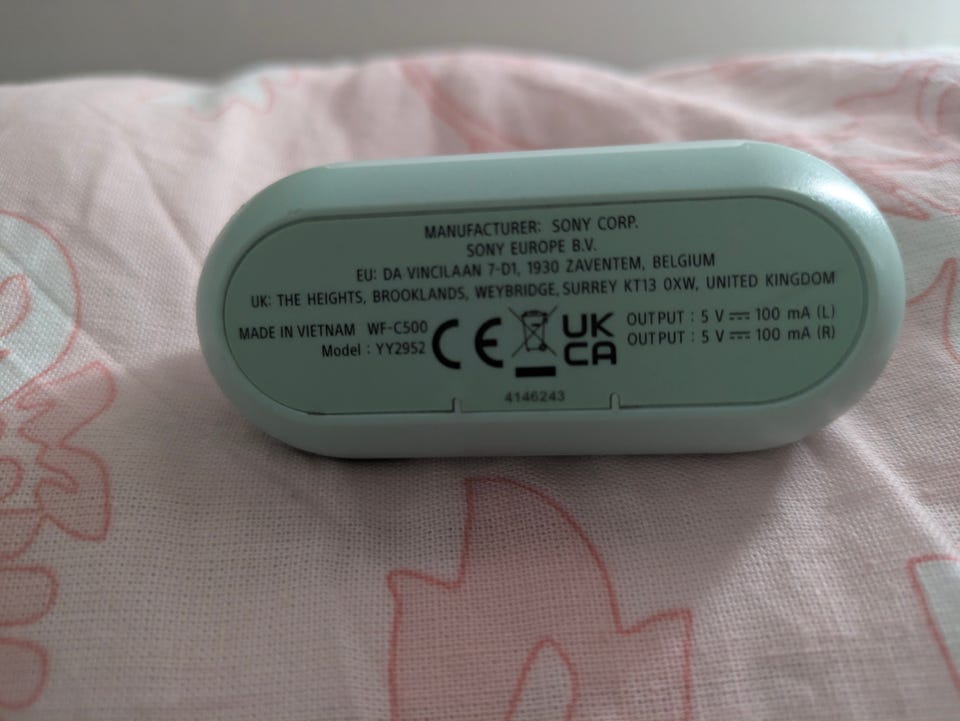 MANUFACTURER: SONY CORP.
SONY EUROPE B.V.
EU: DA VINCILAAN 7-D1, 1930 ZAVENTEM, BELGIUM
UK: THE HEIGHTS, BROOKLANDS, WEYBRIDGE, SURREY KT13 0XW, UNITED KINGDOM
MADE IN VIETNAM WF-C500
Model : YY2952
CE
UK
CA
OUTPUT : 5 V ⎓ 100 mA (L)
OUTPUT : 5 V ⎓ 100 mA (R)
4146243